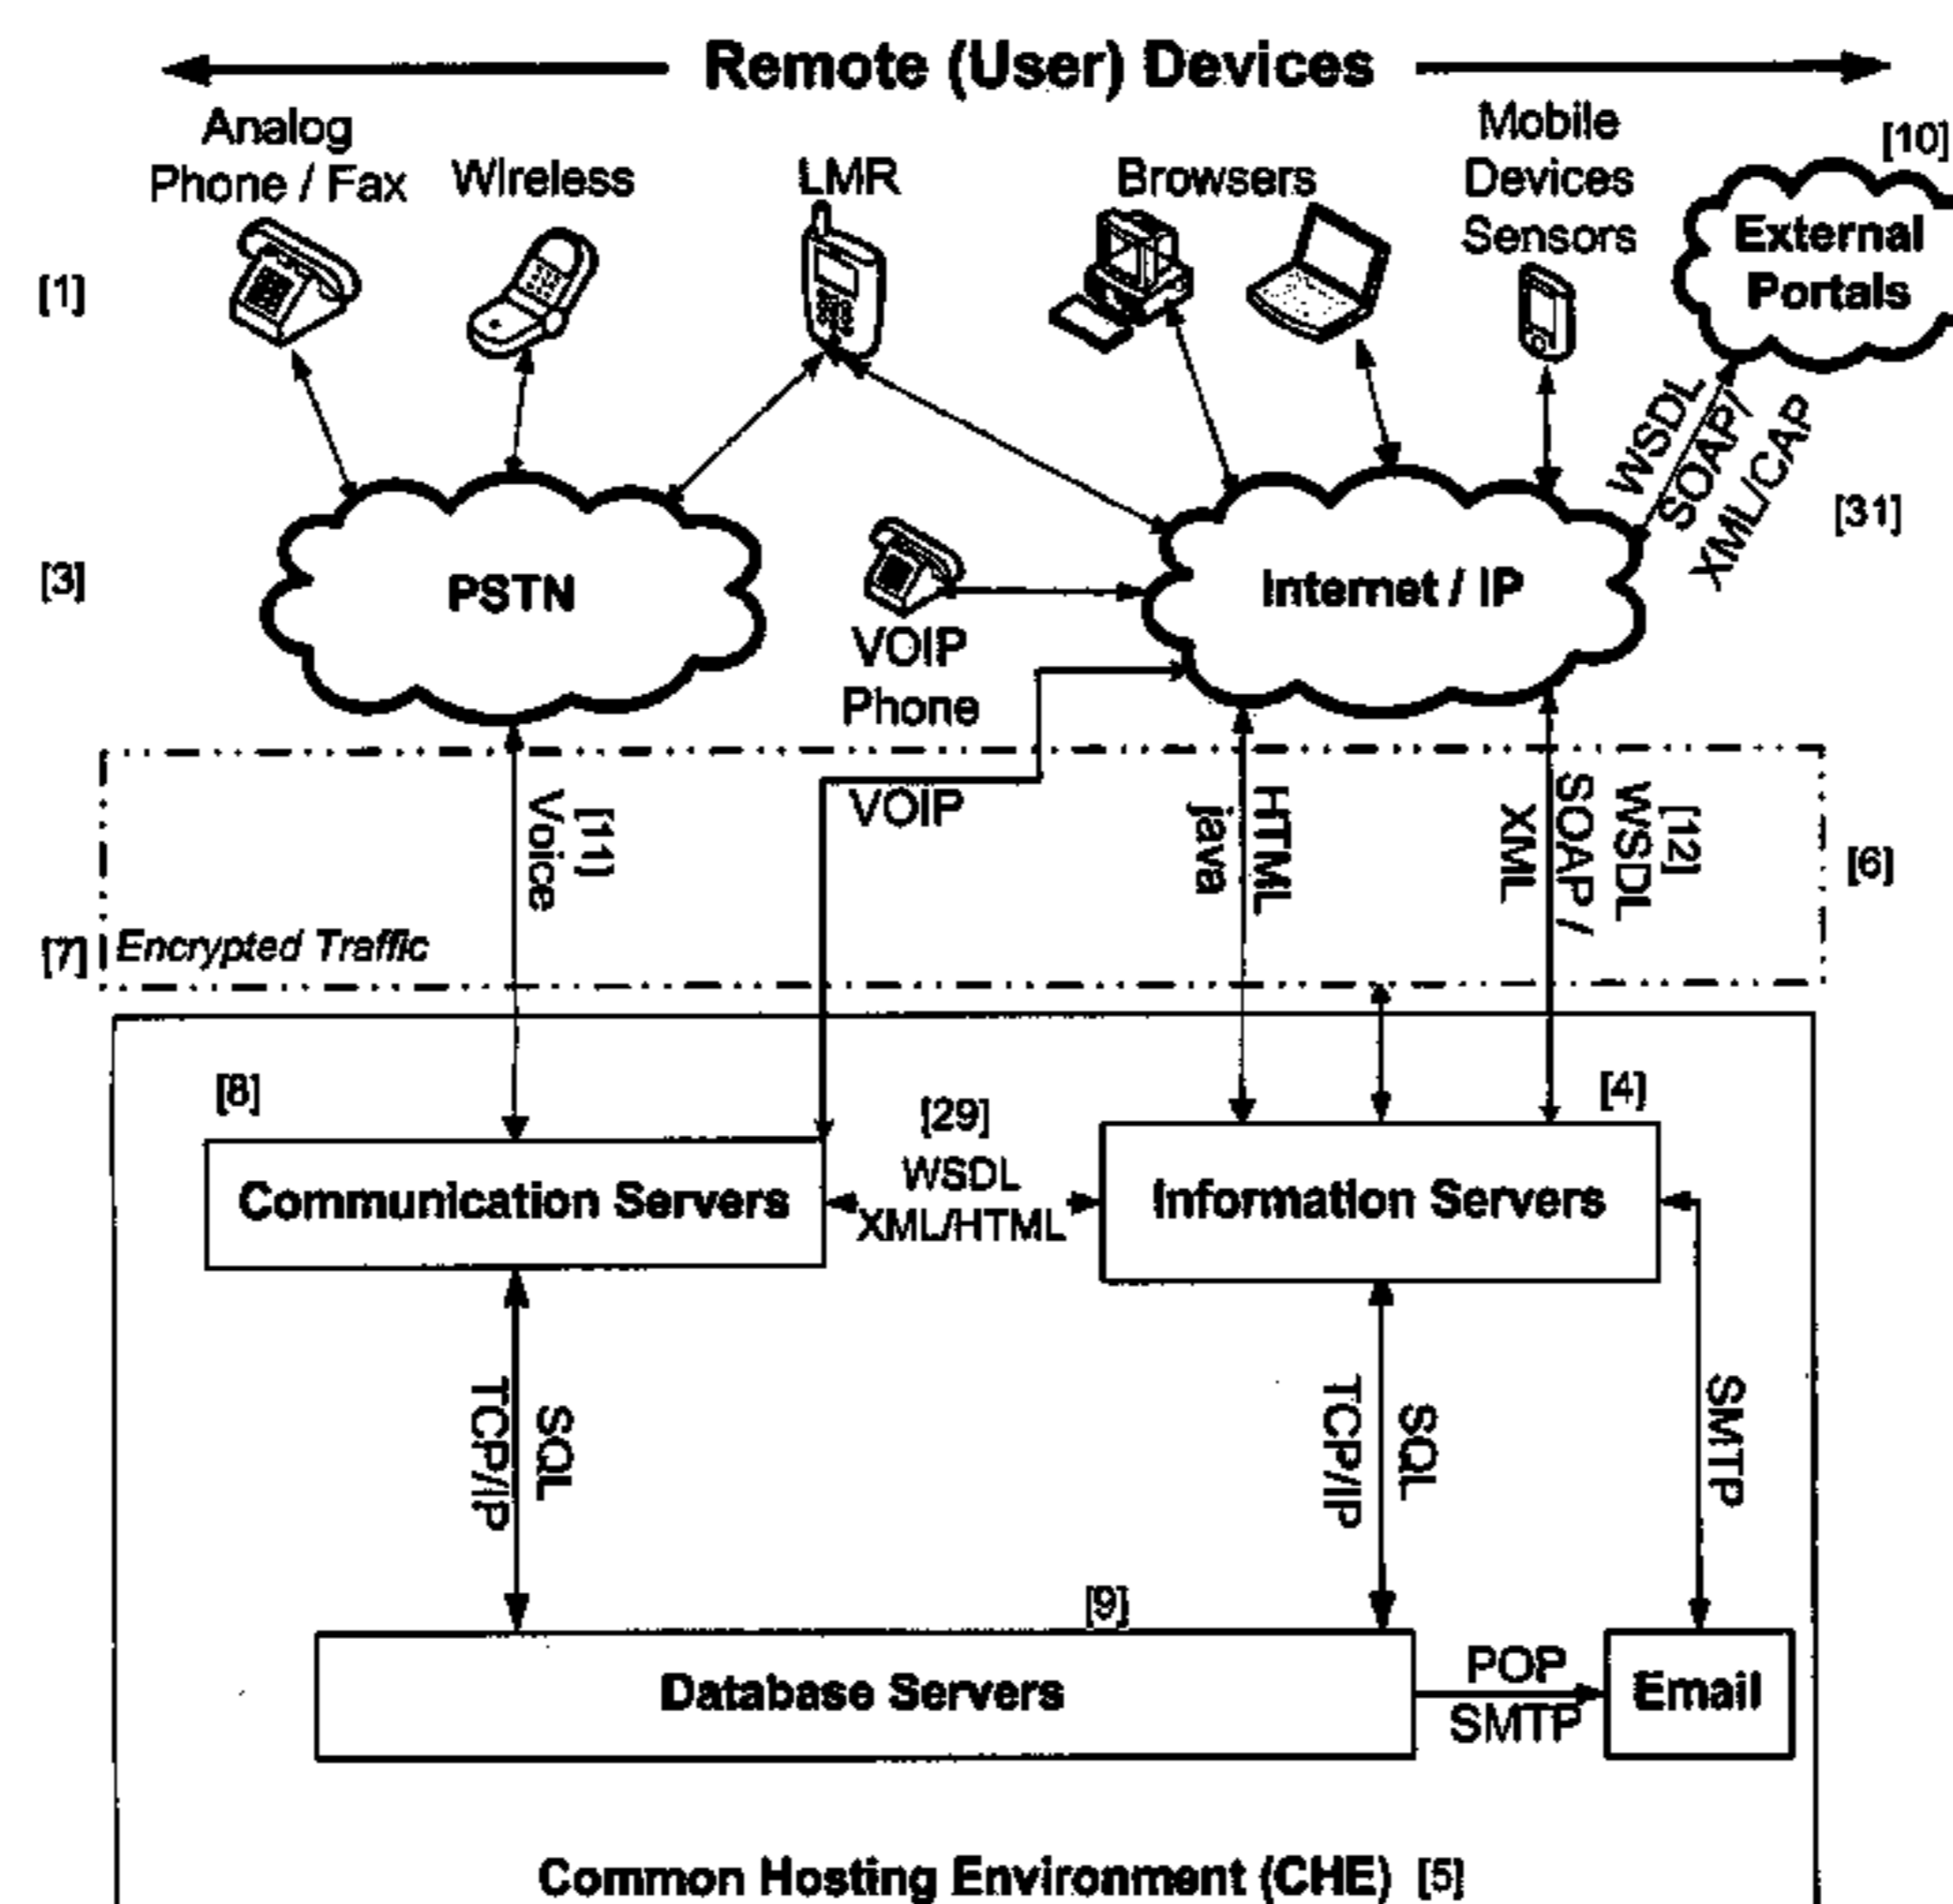 Remote (User) Devices
Analog
Phone / Fax
Wireless
LMR
Browsers
Mobile
Devices
Sensors
[10]
External
Portals
[1]
WSDL
SOAP/
XML/CAP
[31]
[3]
PSTN
Internet / IP
VOIP
Phone
[11]
Voice
VOIP
HTML
java
[12]
WSDL
SOAP /
XML
[6]
[7]
Encrypted Traffic
[8]
[29]
[4]
Communication Servers
WSDL
XML/HTML
Information Servers
SQL
TCP/IP
SQL
TCP/IP
SMTP
[9]
Database Servers
POP
SMTP
Email
Common Hosting Environment (CHE) [5]